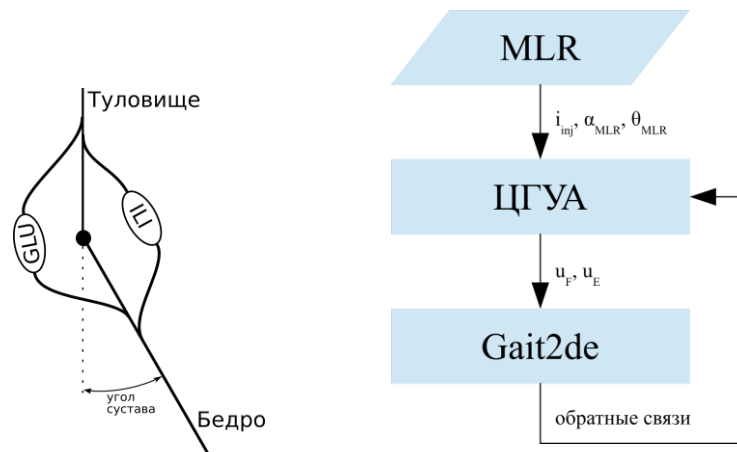 Туловище
GLU
ILI
угол
сустава
Бедро
MLR
i_inj, α_MLR, θ_MLR
ЦГУА
u_F, u_E
Gait2de
обратные связи